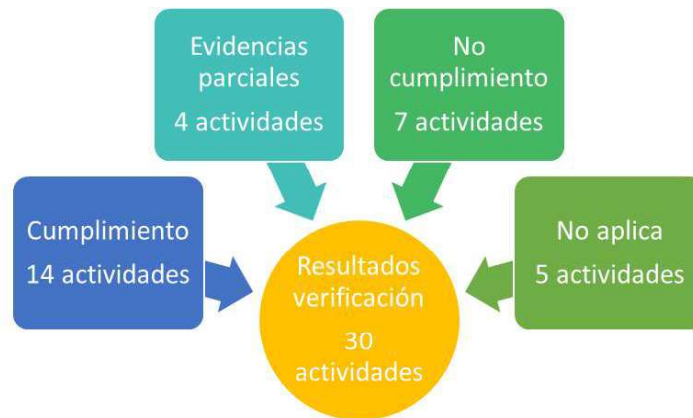 Evidencias
parciales
4 actividades
No
cumplimiento
7 actividades
Cumplimiento
14 actividades
Resultados
verificación
30
actividades
No aplica
5 actividades